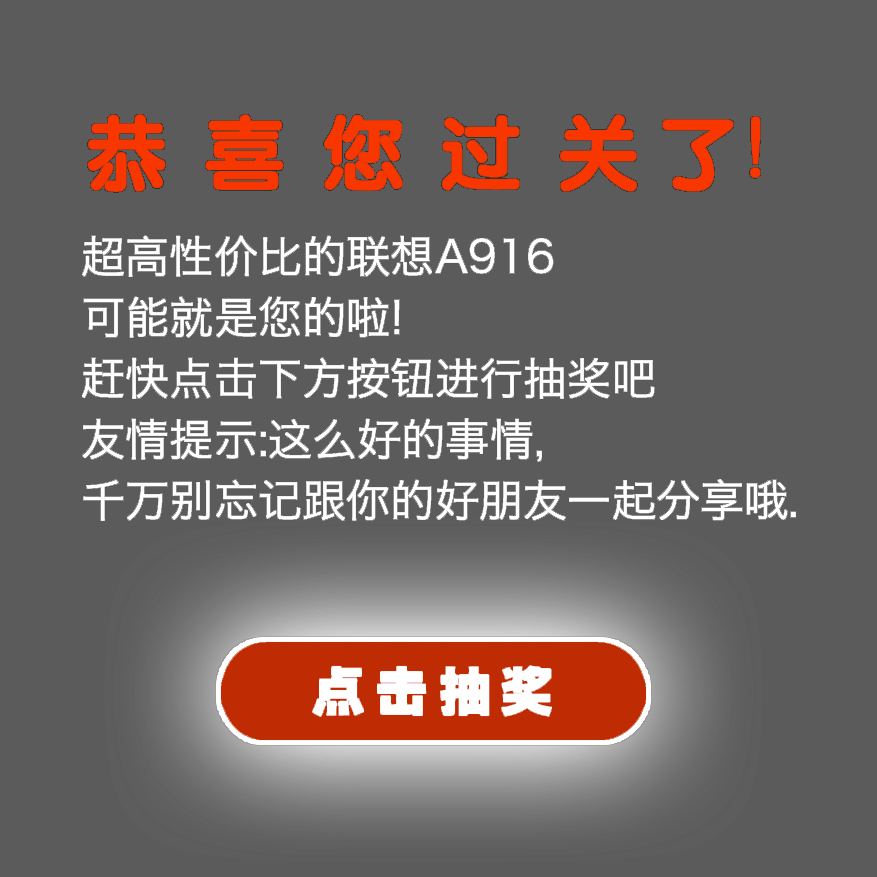 恭喜您过关了!
超高性价比的联想A916
可能就是您的啦!
赶快点击下方按钮进行抽奖吧
友情提示:这么好的事情,
千万别忘记跟你的好朋友一起分享哦.
点击抽奖